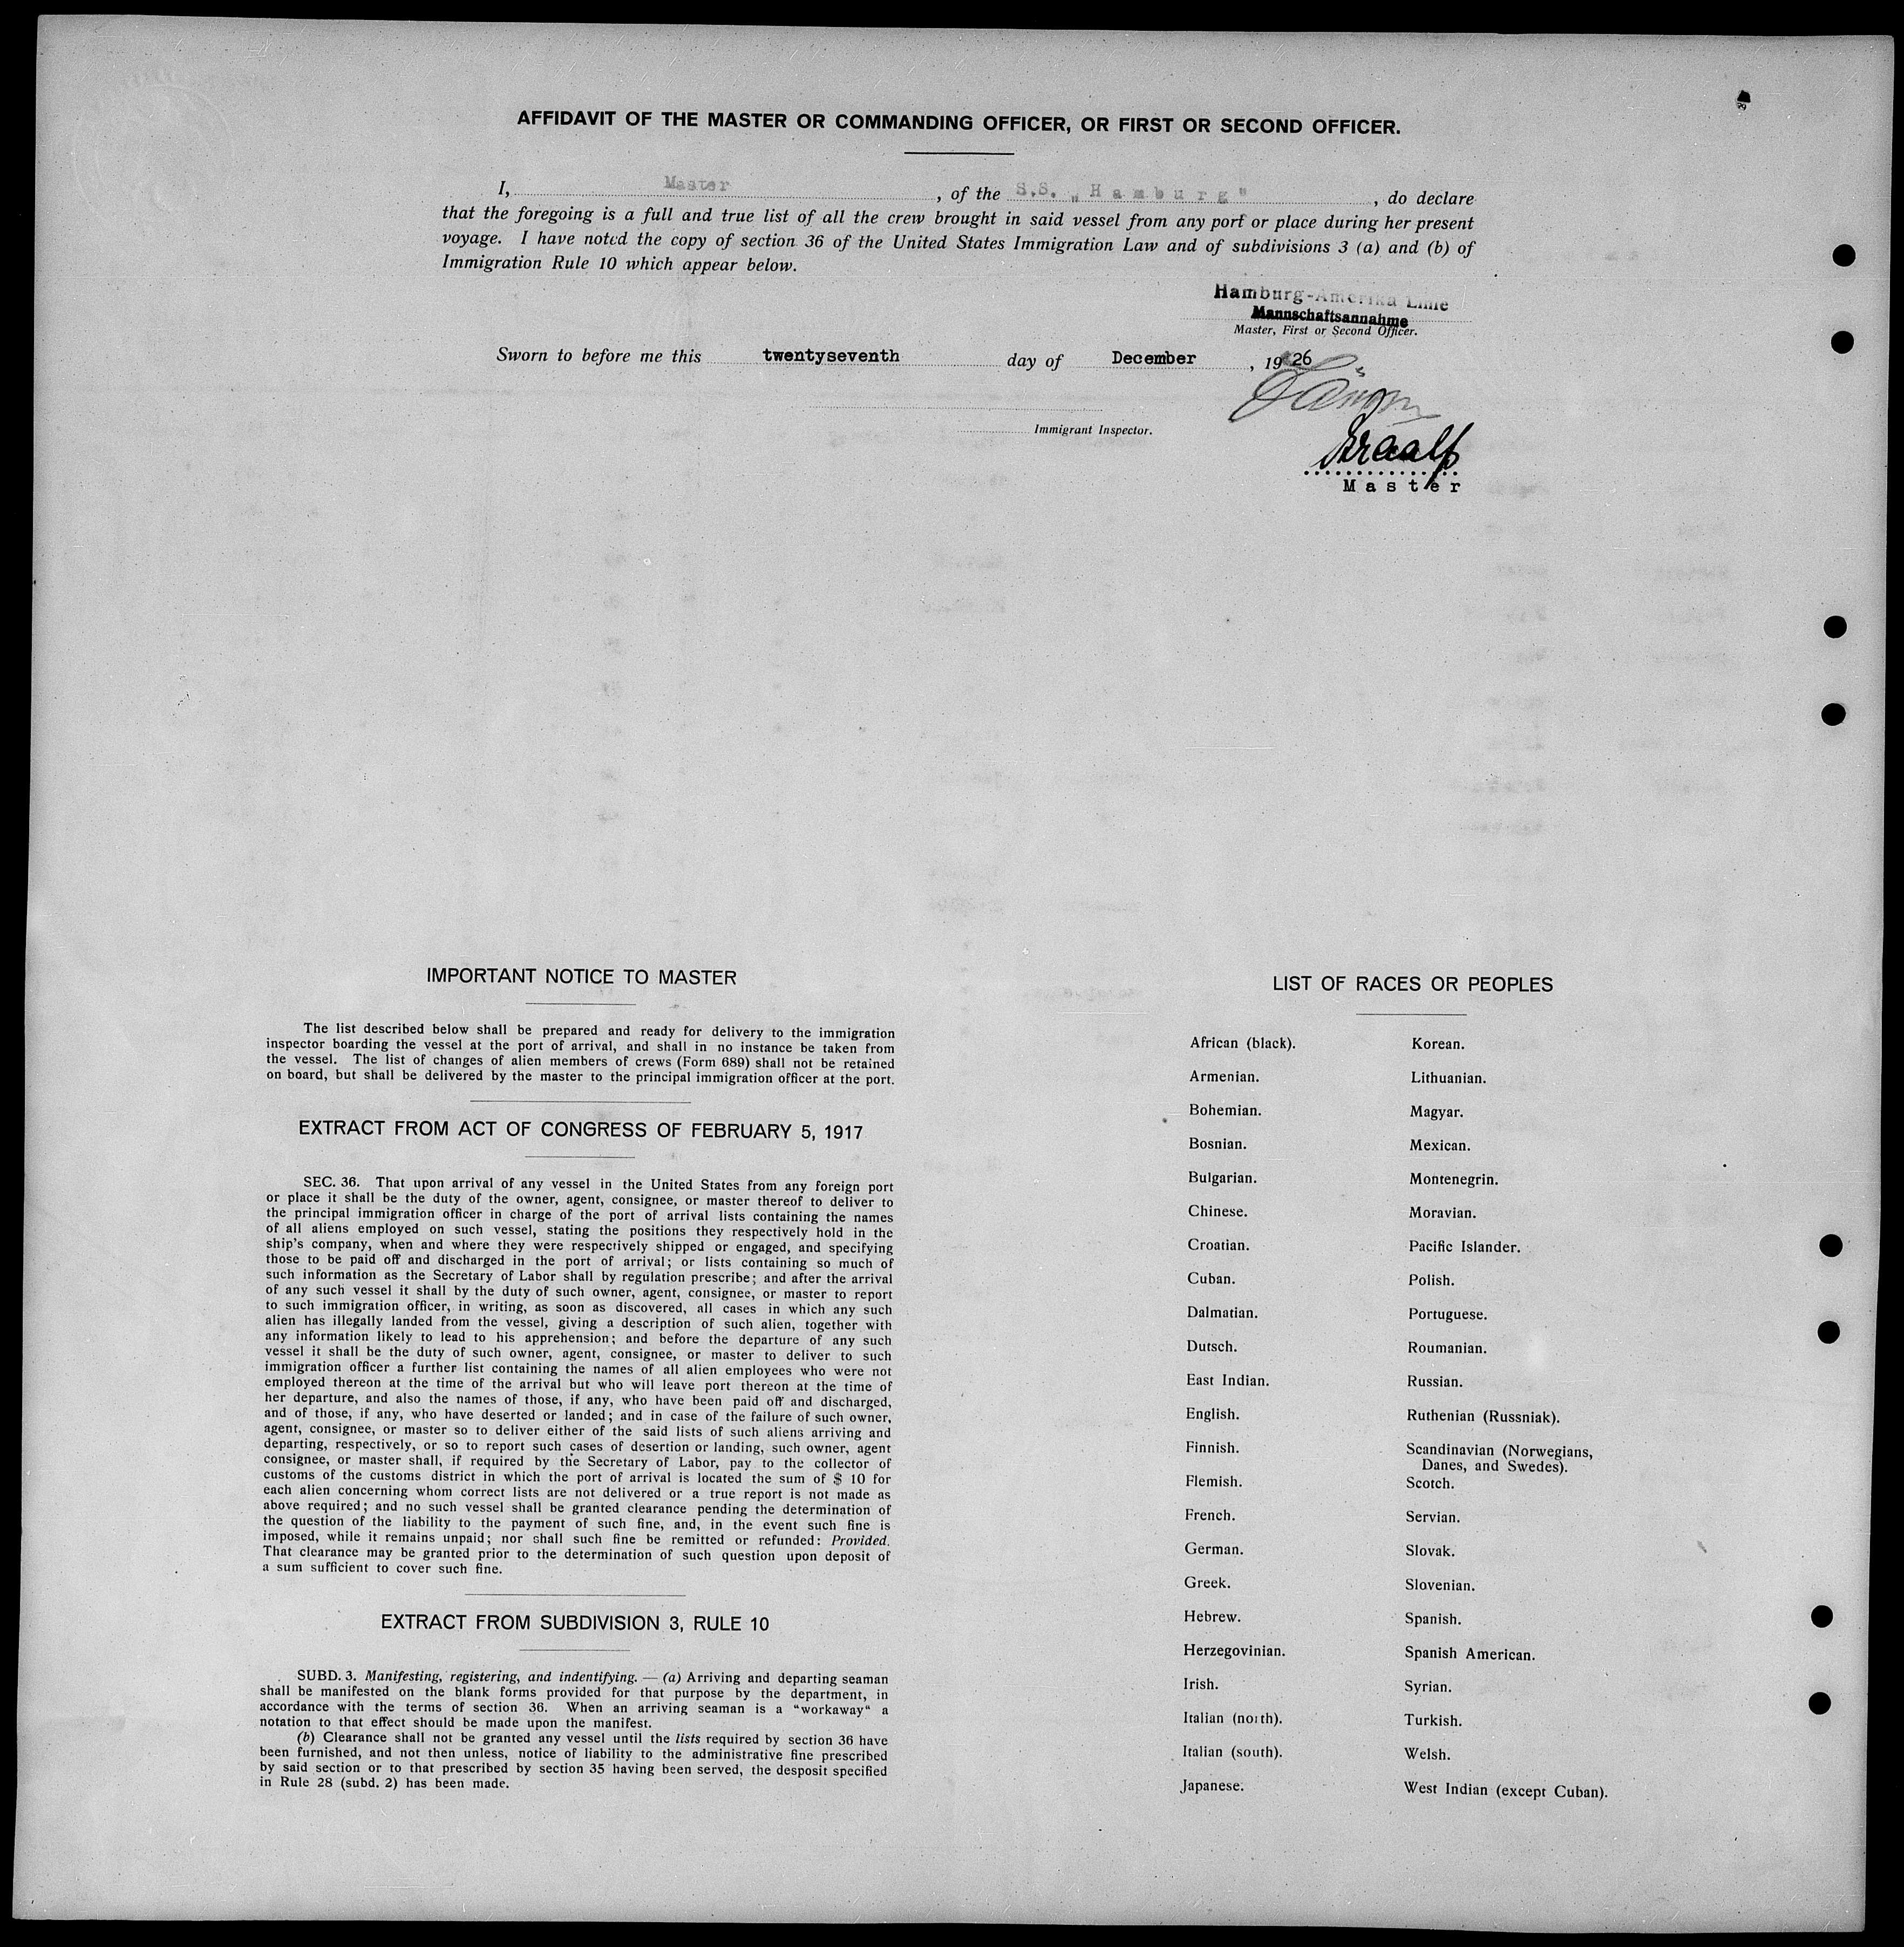 AFFIDAVIT OF THE MASTER OR COMMANDING OFFICER, OR FIRST OR SECOND OFFICER.
I, Master , of the S.S. „Hamburg" , do declare
that the foregoing is a full and true list of all the crew brought in said vessel from any port or place during her present
voyage. I have noted the copy of section 36 of the United States Immigration Law and of subdivisions 3 (a) and (b) of
Immigration Rule 10 which appear below.
Hamburg-Amerika Linie
Mannschaftsannahme
Master, First or Second Officer.
Sworn to before me this twentyseventh day of December , 1926
Immigrant Inspector.
Master
IMPORTANT NOTICE TO MASTER
The list described below shall be prepared and ready for delivery to the immigration
inspector boarding the vessel at the port of arrival, and shall in no instance be taken from
the vessel. The list of changes of alien members of crews (Form 689) shall not be retained
on board, but shall be delivered by the master to the principal immigration officer at the port.
EXTRACT FROM ACT OF CONGRESS OF FEBRUARY 5, 1917
SEC. 36. That upon arrival of any vessel in the United States from any foreign port
or place it shall be the duty of the owner, agent, consignee, or master thereof to deliver to
the principal immigration officer in charge of the port of arrival lists containing the names
of all aliens employed on such vessel, stating the positions they respectively hold in the
ship's company, when and where they were respectively shipped or engaged, and specifying
those to be paid off and discharged in the port of arrival; or lists containing so much of
such information as the Secretary of Labor shall by regulation prescribe; and after the arrival
of any such vessel it shall by the duty of such owner, agent, consignee, or master to report
to such immigration officer, in writing, as soon as discovered, all cases in which any such
alien has illegally landed from the vessel, giving a description of such alien, together with
any information likely to lead to his apprehension; and before the departure of any such
vessel it shall be the duty of such owner, agent, consignee, or master to deliver to such
immigration officer a further list containing the names of all alien employees who were not
employed thereon at the time of the arrival but who will leave port thereon at the time of
her departure, and also the names of those, if any, who have been paid off and discharged,
and of those, if any, who have deserted or landed; and in case of the failure of such owner,
agent, consignee, or master so to deliver either of the said lists of such aliens arriving and
departing, respectively, or so to report such cases of desertion or landing, such owner, agent
consignee, or master shall, if required by the Secretary of Labor, pay to the collector of
customs of the customs district in which the port of arrival is located the sum of $ 10 for
each alien concerning whom correct lists are not delivered or a true report is not made as
above required; and no such vessel shall be granted clearance pending the determination of
the question of the liability to the payment of such fine, and, in the event such fine is
imposed, while it remains unpaid; nor shall such fine be remitted or refunded: Provided.
That clearance may be granted prior to the determination of such question upon deposit of
a sum sufficient to cover such fine.
EXTRACT FROM SUBDIVISION 3, RULE 10
SUBD. 3. Manifesting, registering, and indentifying. — (a) Arriving and departing seaman
shall be manifested on the blank forms provided for that purpose by the department, in
accordance with the terms of section 36. When an arriving seaman is a "workaway" a
notation to that effect should be made upon the manifest.
(b) Clearance shall not be granted any vessel until the lists required by section 36 have
been furnished, and not then unless, notice of liability to the administrative fine prescribed
by said section or to that prescribed by section 35 having been served, the desposit specified
in Rule 28 (subd. 2) has been made.
LIST OF RACES OR PEOPLES
African (black).
Armenian.
Bohemian.
Bosnian.
Bulgarian.
Chinese.
Croatian.
Cuban.
Dalmatian.
Dutsch.
East Indian.
English.
Finnish.
Flemish.
French.
German.
Greek.
Hebrew.
Herzegovinian.
Irish.
Italian (north).
Italian (south).
Japanese.
Korean.
Lithuanian.
Magyar.
Mexican.
Montenegrin.
Moravian.
Pacific Islander.
Polish.
Portuguese.
Roumanian.
Russian.
Ruthenian (Russniak).
Scandinavian (Norwegians,
Danes, and Swedes).
Scotch.
Servian.
Slovak.
Slovenian.
Spanish.
Spanish American.
Syrian.
Turkish.
Welsh.
West Indian (except Cuban).